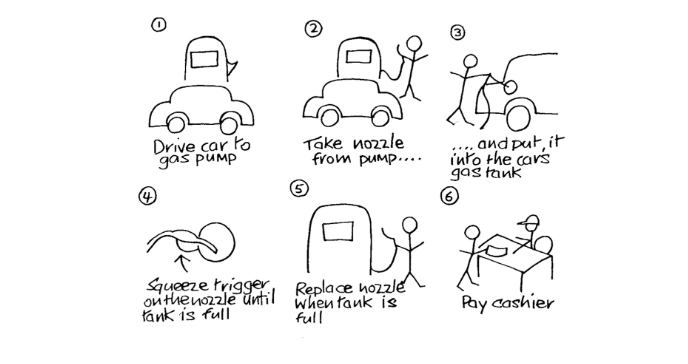 1
Drive car to
gas pump
2
Take nozzle
from pump....
3
.... and put it
into the cars
gas tank
4
Squeeze trigger
on the nozzle until
tank is full
5
Replace nozzle
when tank is
full
6
Pay cashier